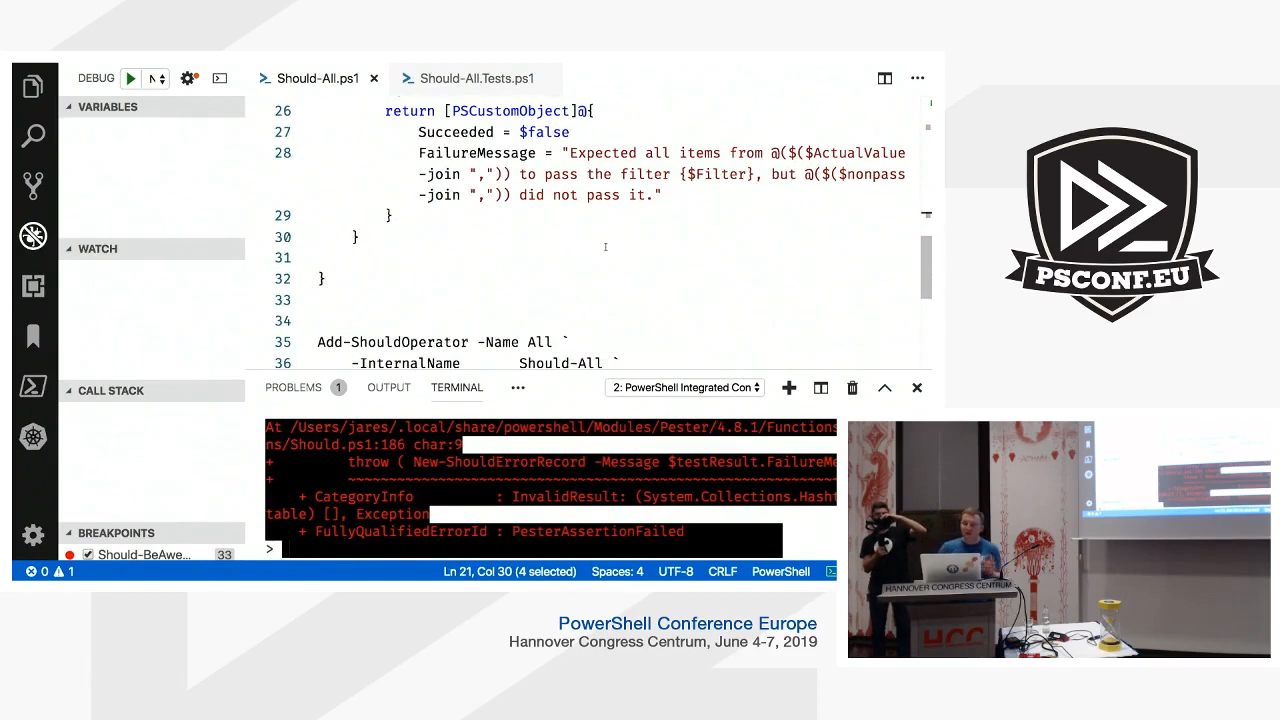 DEBUG
N
Should-All.ps1
Should-All.Tests.ps1
VARIABLES
WATCH
CALL STACK
BREAKPOINTS
Should-BeAwe... 33
26 return [PSCustomObject]@{
27 Succeeded = $false
28 FailureMessage = "Expected all items from @($($ActualValue
-join ",")) to pass the filter {$Filter}, but @($($nonpass
-join ",")) did not pass it."
29 }
30 }
31
32 }
33
34
35 Add-ShouldOperator -Name All `
36 -InternalName Should-All `
PROBLEMS 1 OUTPUT TERMINAL
2: PowerShell Integrated Con
At /Users/jares/.local/share/powershell/Modules/Pester/4.8.1/Function
ns/Should.ps1:186 char:9
+ throw ( New-ShouldErrorRecord -Message $testResult.FailureMe
+ ~~~~~~~~~~~~~~~~~~~~~~~~~~~~~~~~~~~~~~~~~~~~~~~~~~~~~~~~~~
+ CategoryInfo : InvalidResult: (System.Collections.Hasht
table) [], Exception
+ FullyQualifiedErrorId : PesterAssertionFailed
>
0 1
Ln 21, Col 30 (4 selected)
Spaces: 4
UTF-8
CRLF
PowerShell
PSCONF.EU
HANNOVER CONGRESS CENTRUM
HCC
PowerShell Conference Europe
Hannover Congress Centrum, June 4-7, 2019